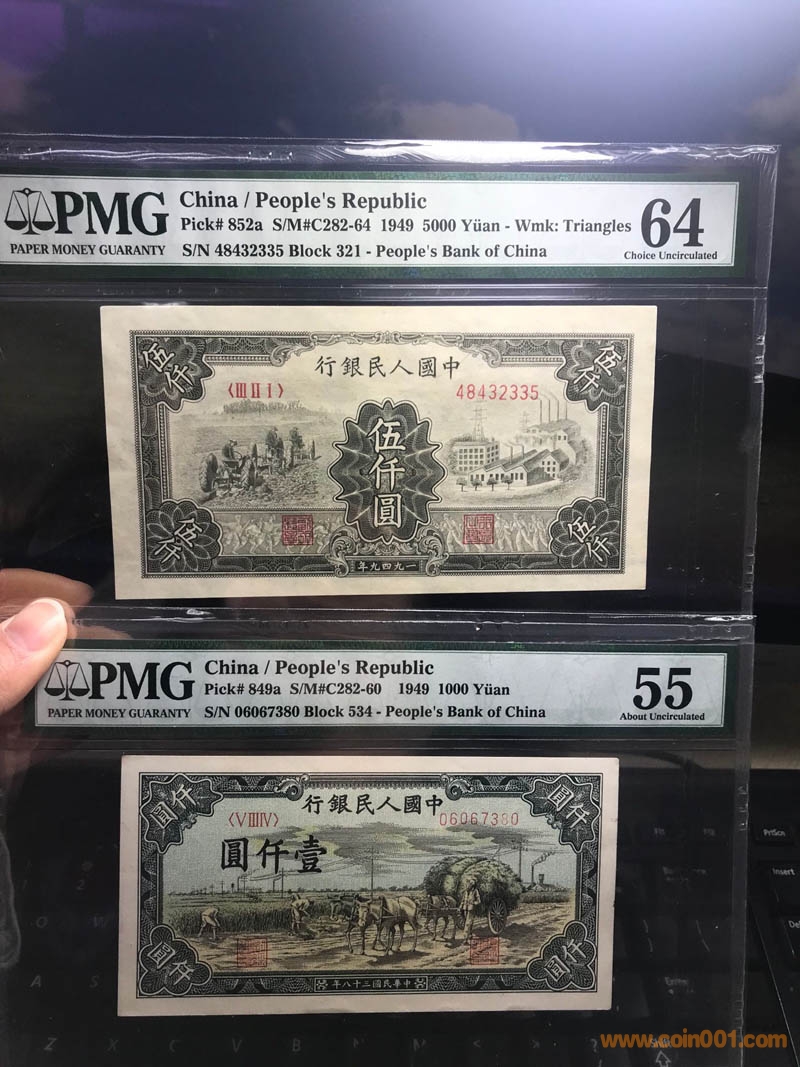 PMG
PAPER MONEY GUARANTY
China / People's Republic
Pick# 852a S/M#C282-64 1949 5000 Yüan - Wmk: Triangles
S/N 48432335 Block 321 - People's Bank of China
64
Choice Uncirculated
伍仟
行銀民人國中
伍仟
〈III II I〉
48432335
伍仟圓
伍仟
伍仟
年九四九一
PMG
PAPER MONEY GUARANTY
China / People's Republic
Pick# 849a S/M#C282-60 1949 1000 Yüan
S/N 06067380 Block 534 - People's Bank of China
55
About Uncirculated
仟圓
行銀民人國中
仟圓
〈V III IV〉
06067380
圓仟壹
仟圓
仟圓
年八十三國民華中
PrtScn
Insert
www.coin001.com